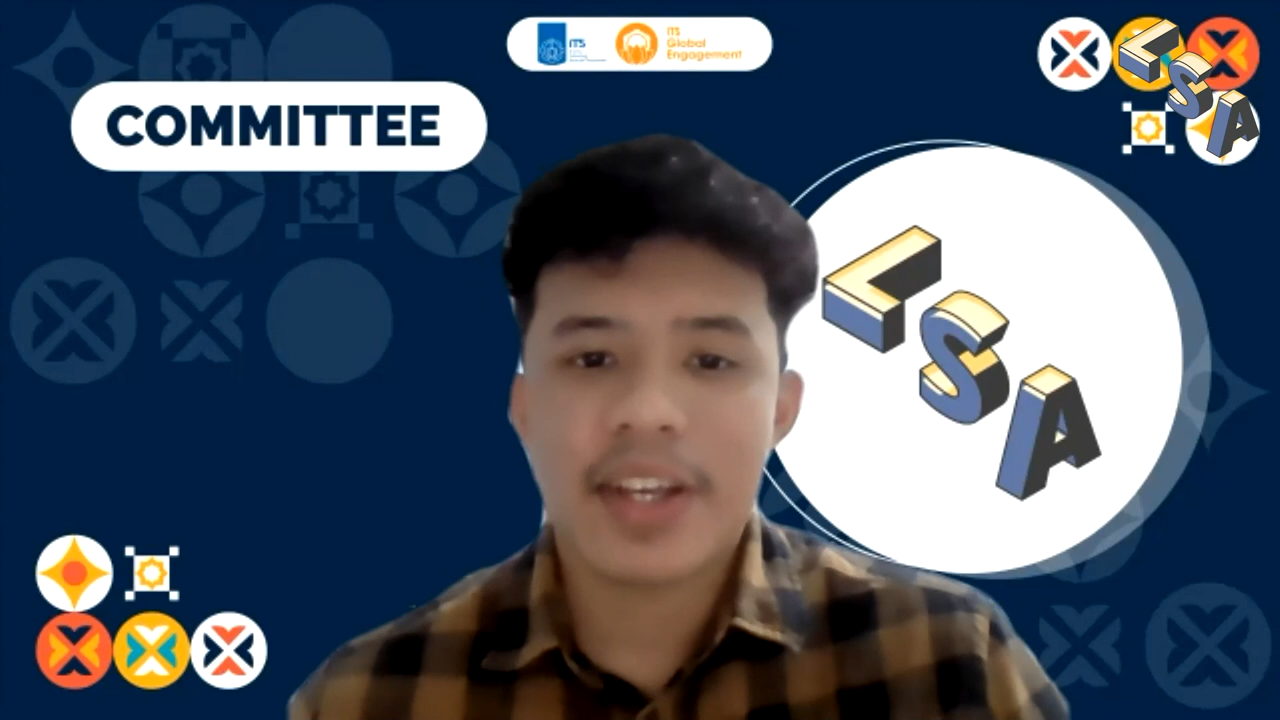 ITS
ITS
Global
Engagement
LSA
COMMITTEE
LSA